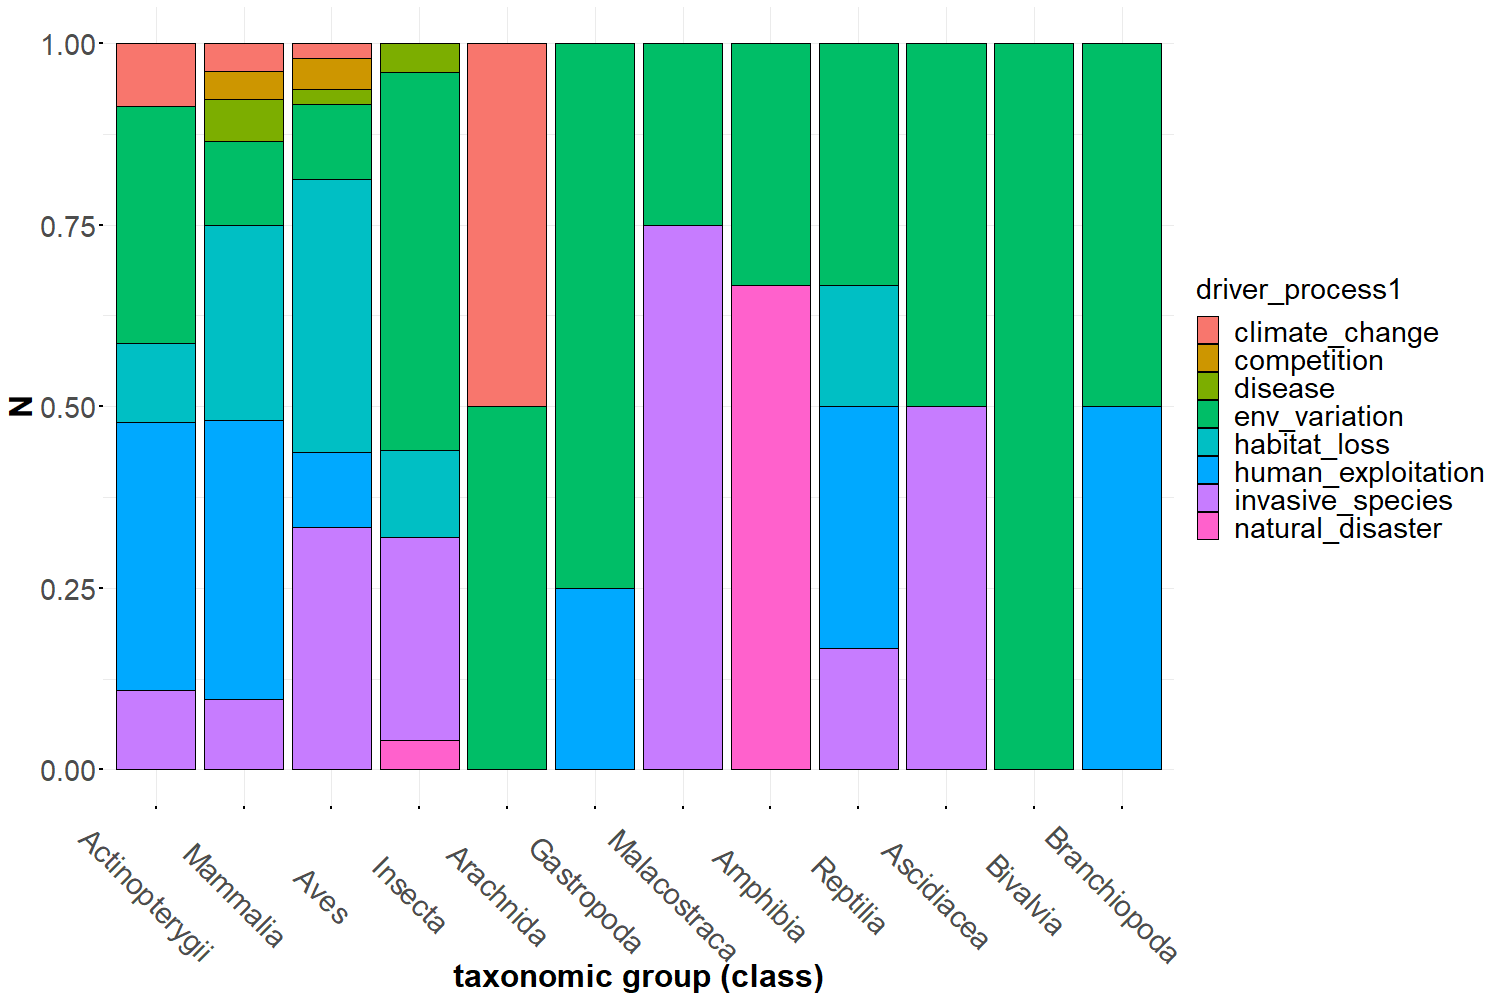 1.00
0.75
0.50
0.25
0.00
N
Actinopterygii
Mammalia
Aves
Insecta
Arachnida
Gastropoda
Malacostraca
Amphibia
Reptilia
Ascidiacea
Bivalvia
Branchiopoda
taxonomic group (class)
driver_process1
climate_change
competition
disease
env_variation
habitat_loss
human_exploitation
invasive_species
natural_disaster